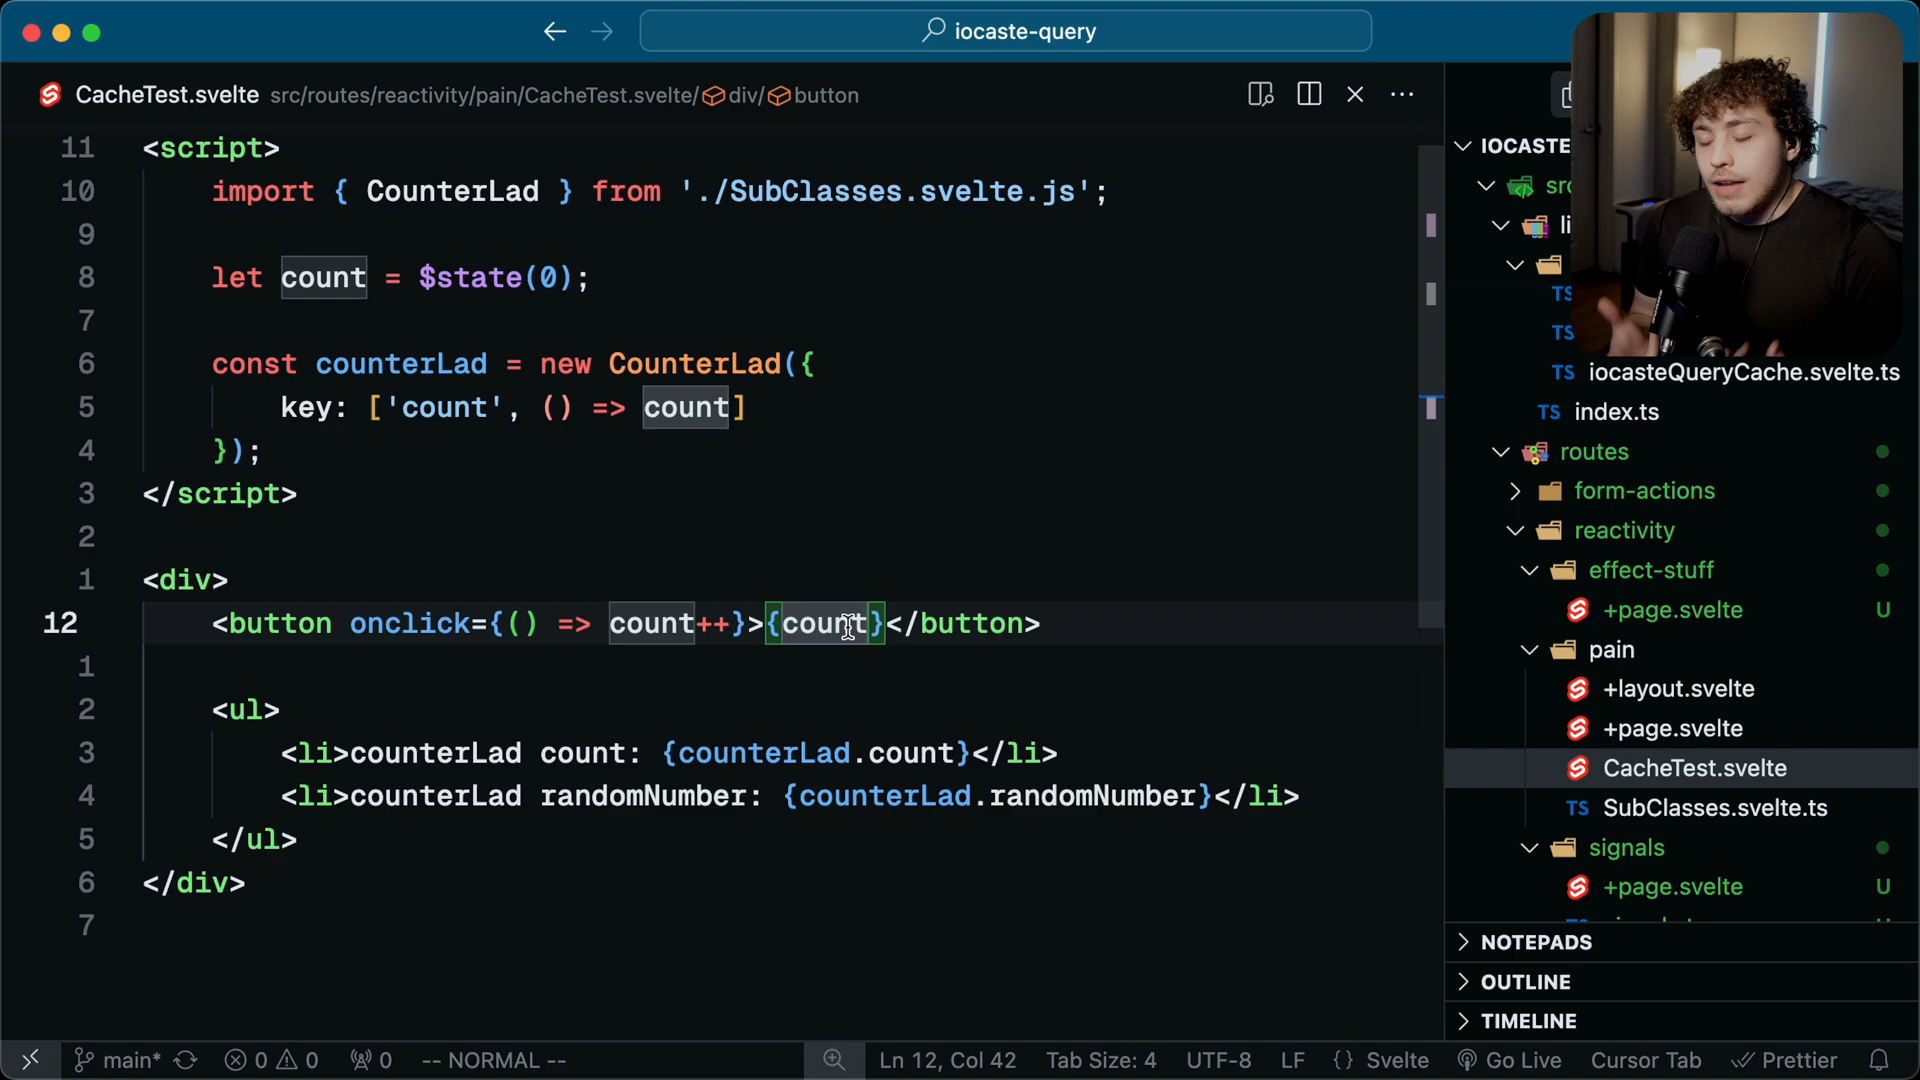 iocaste-query
CacheTest.svelte src/routes/reactivity/pain/CacheTest.svelte/ div/ button
11 <script>
10 import { CounterLad } from './SubClasses.svelte.js';
9
8 let count = $state(0);
7
6 const counterLad = new CounterLad({
5 key: ['count', () => count]
4 });
3 </script>
2
1 <div>
12 <button onclick={() => count++}>{count}</button>
1
2 <ul>
3 <li>counterLad count: {counterLad.count}</li>
4 <li>counterLad randomNumber: {counterLad.randomNumber}</li>
5 </ul>
6 </div>
7
IOCASTE
src
li
TS
TS
TS iocasteQueryCache.svelte.ts
TS index.ts
routes
form-actions
reactivity
effect-stuff
+page.svelte U
pain
+layout.svelte
+page.svelte
CacheTest.svelte
TS SubClasses.svelte.ts
signals
+page.svelte U
NOTEPADS
OUTLINE
TIMELINE
main* 0 0 0 -- NORMAL -- Ln 12, Col 42 Tab Size: 4 UTF-8 LF {} Svelte Go Live Cursor Tab Prettier